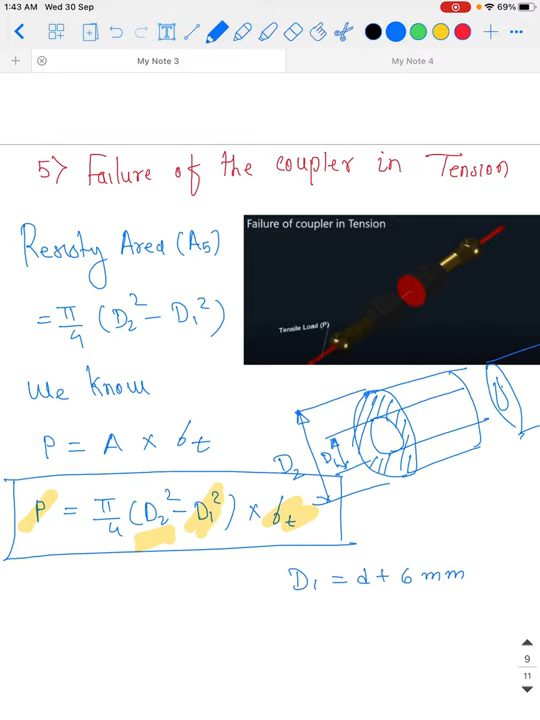 1:43 AM Wed 30 Sep
69%
My Note 3
My Note 4
5> Failure of the coupler in Tension
Resisty Area (A5)
= π/4 (D2² - D1²)
Failure of coupler in Tension
Tensile Load (P)
We know
P = A × σt
D2
D1
P = π/4 (D2² - D1²) × σt
D1 = d + 6 mm
9
11